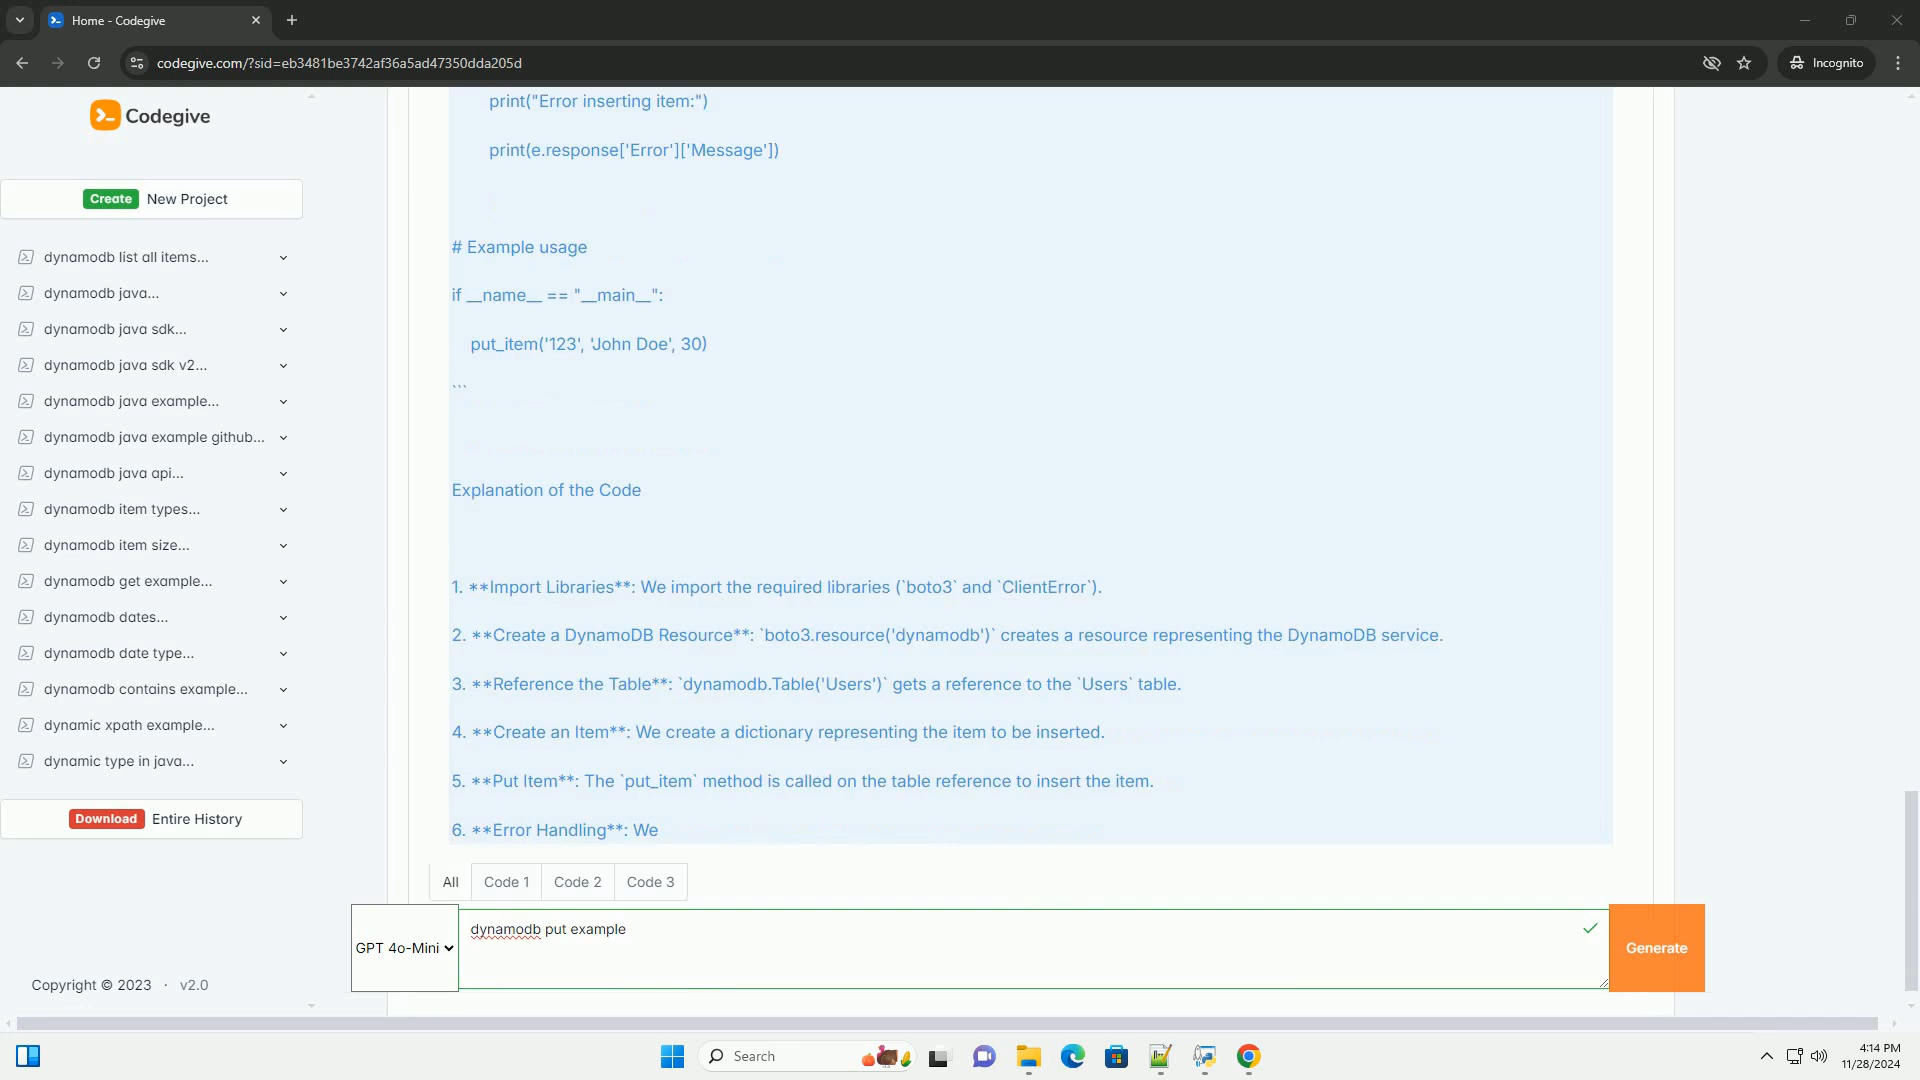 Home - Codegive
codegive.com/?sid=eb3481be3742af36a5ad47350dda205d
Incognito
Codegive
Create New Project
dynamodb list all items...
dynamodb java...
dynamodb java sdk...
dynamodb java sdk v2...
dynamodb java example...
dynamodb java example github...
dynamodb java api...
dynamodb item types...
dynamodb item size...
dynamodb get example...
dynamodb dates...
dynamodb date type...
dynamodb contains example...
dynamic xpath example...
dynamic type in java...
Download Entire History
Copyright © 2023 · v2.0
print("Error inserting item:")
print(e.response['Error']['Message'])
# Example usage
if __name__ == "__main__":
put_item('123', 'John Doe', 30)
```
Explanation of the Code
1. **Import Libraries**: We import the required libraries (`boto3` and `ClientError`).
2. **Create a DynamoDB Resource**: `boto3.resource('dynamodb')` creates a resource representing the DynamoDB service.
3. **Reference the Table**: `dynamodb.Table('Users')` gets a reference to the `Users` table.
4. **Create an Item**: We create a dictionary representing the item to be inserted.
5. **Put Item**: The `put_item` method is called on the table reference to insert the item.
6. **Error Handling**: We
All Code 1 Code 2 Code 3
GPT 4o-Mini
dynamodb put example
Generate
Search
4:14 PM
11/28/2024